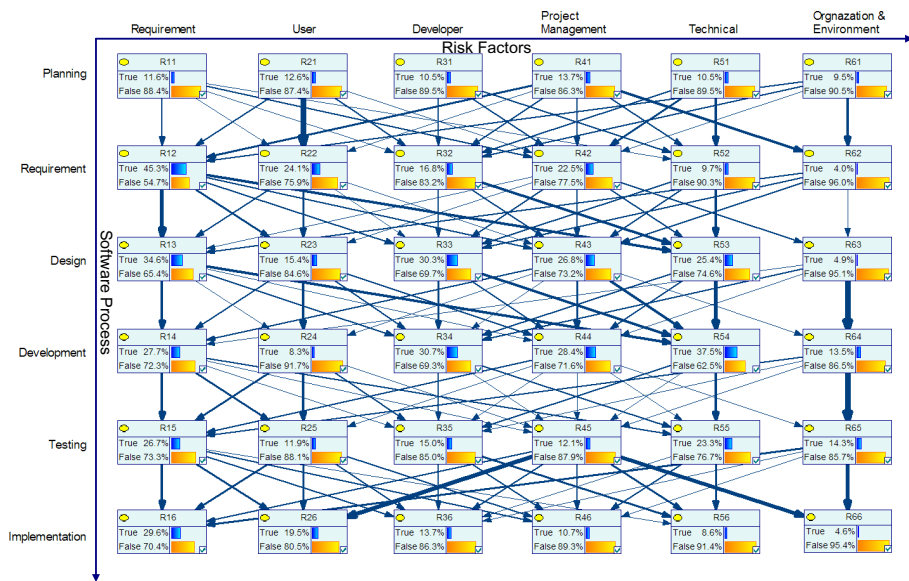 Requirement User Developer Project Management Technical Orgnazation & Environment
Risk Factors
Software Process
Planning
R11 R21 R31 R41 R51 R61
True 11.6% True 12.6% True 10.5% True 13.7% True 10.5% True 9.5%
False 88.4% False 87.4% False 89.5% False 86.3% False 89.5% False 90.5%
Requirement
R12 R22 R32 R42 R52 R62
True 45.3% True 24.1% True 16.8% True 22.5% True 9.7% True 4.0%
False 54.7% False 75.9% False 83.2% False 77.5% False 90.3% False 96.0%
Design
R13 R23 R33 R43 R53 R63
True 34.6% True 15.4% True 30.3% True 26.8% True 25.4% True 4.9%
False 65.4% False 84.6% False 69.7% False 73.2% False 74.6% False 95.1%
Development
R14 R24 R34 R44 R54 R64
True 27.7% True 8.3% True 30.7% True 28.4% True 37.5% True 13.5%
False 72.3% False 91.7% False 69.3% False 71.6% False 62.5% False 86.5%
Testing
R15 R25 R35 R45 R55 R65
True 26.7% True 11.9% True 15.0% True 12.1% True 23.3% True 14.3%
False 73.3% False 88.1% False 85.0% False 87.9% False 76.7% False 85.7%
Implementation
R16 R26 R36 R46 R56 R66
True 29.6% True 19.5% True 13.7% True 10.7% True 8.6% True 4.6%
False 70.4% False 80.5% False 86.3% False 89.3% False 91.4% False 95.4%